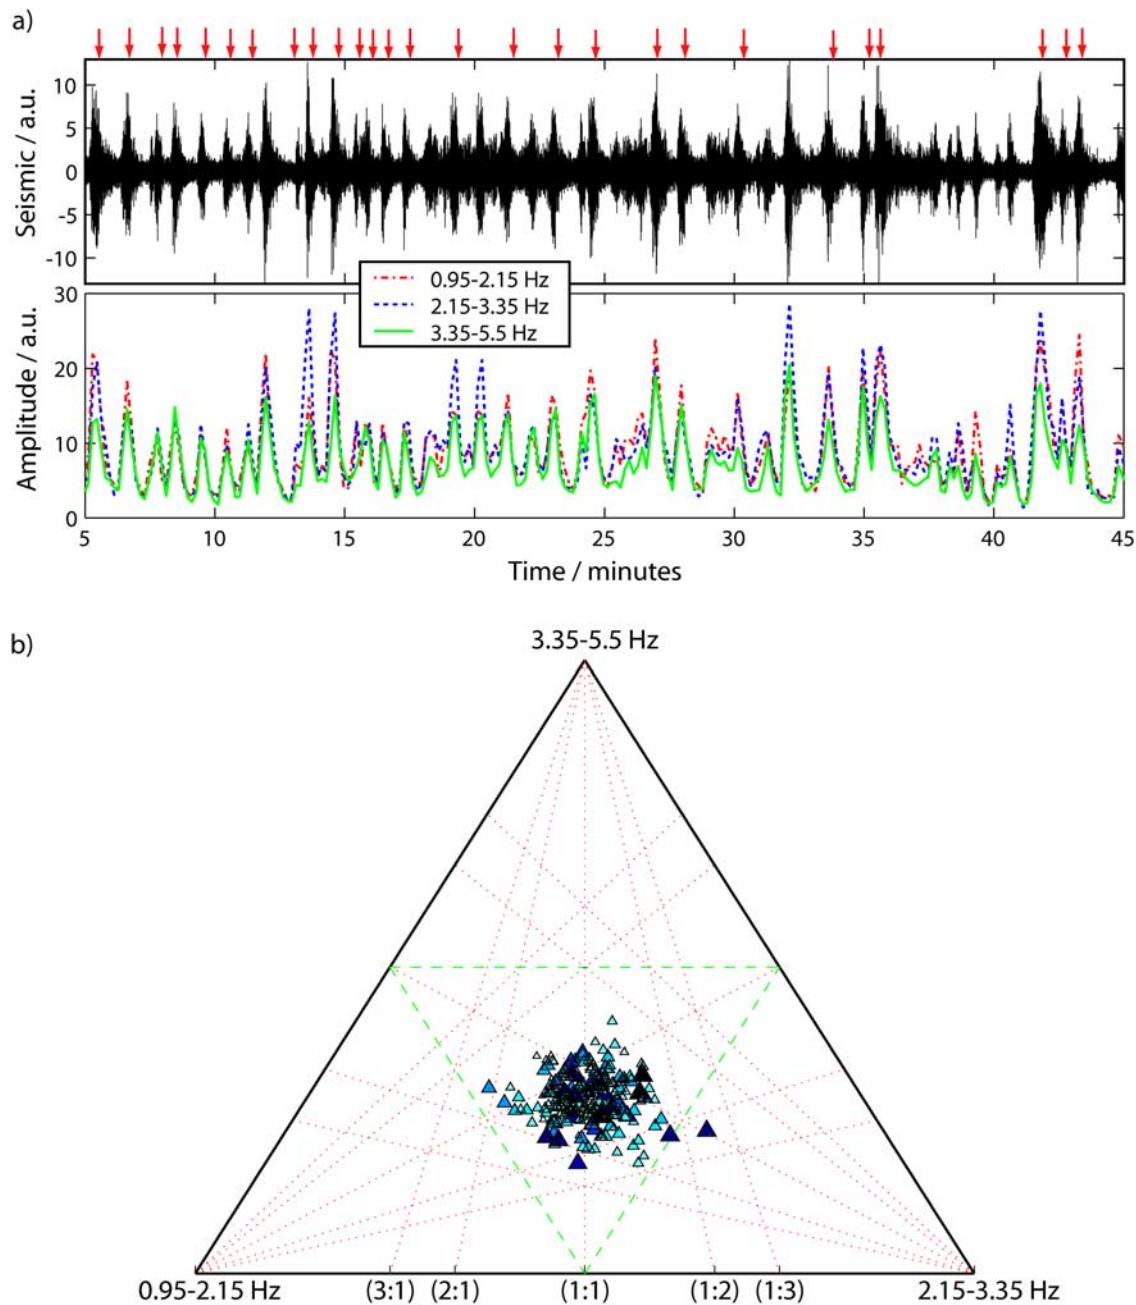 a)
Seismic / a.u.
10
5
0
-5
-10
0.95-2.15 Hz
2.15-3.35 Hz
3.35-5.5 Hz
Amplitude / a.u.
30
20
10
0
5 10 15 20 25 30 35 40 45
Time / minutes
b)
3.35-5.5 Hz
0.95-2.15 Hz (3:1) (2:1) (1:1) (1:2) (1:3) 2.15-3.35 Hz